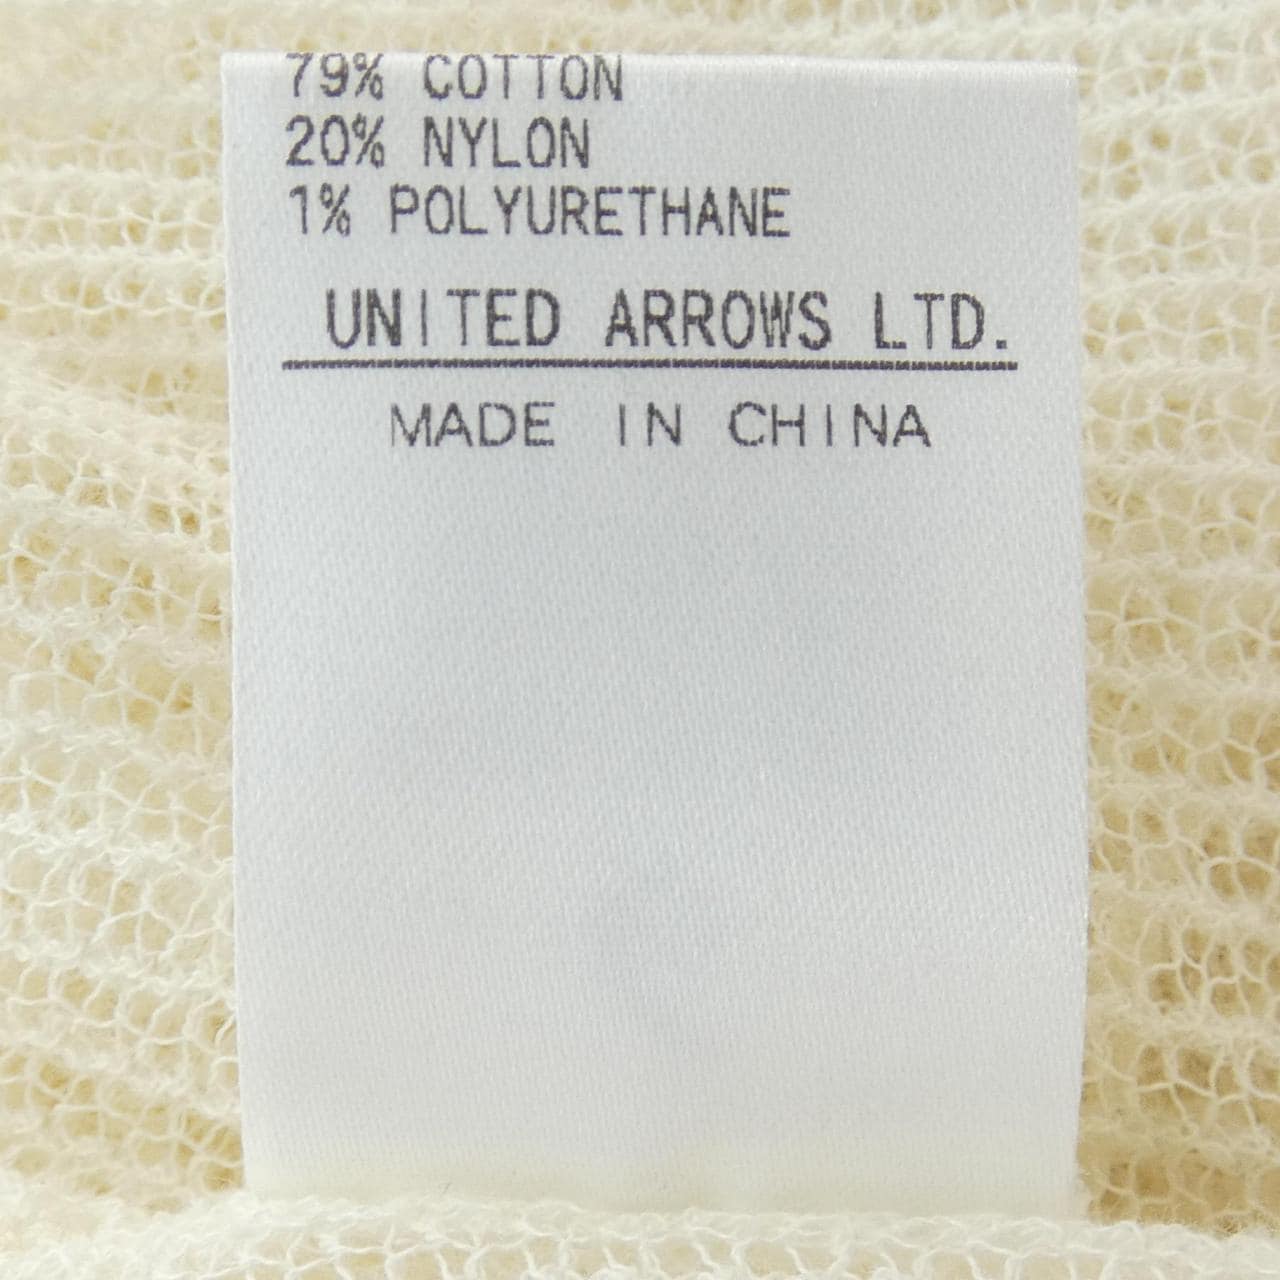 79% COTTON
20% NYLON
1% POLYURETHANE
UNITED ARROWS LTD.
MADE IN CHINA